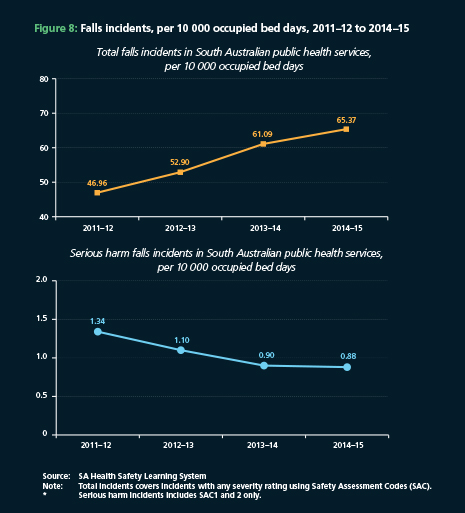 Figure 8: Falls incidents, per 10 000 occupied bed days, 2011–12 to 2014–15
Total falls incidents in South Australian public health services,
per 10 000 occupied bed days
80
70
60
50
40
46.96
52.90
61.09
65.37
2011–12 2012–13 2013–14 2014–15
Serious harm falls incidents in South Australian public health services,
per 10 000 occupied bed days
2.0
1.5
1.0
0.5
0
1.34
1.10
0.90
0.88
2011–12 2012–13 2013–14 2014–15
Source: SA Health Safety Learning System
Note: Total incidents covers incidents with any severity rating using Safety Assessment Codes (SAC).
* Serious harm incidents includes SAC1 and 2 only.